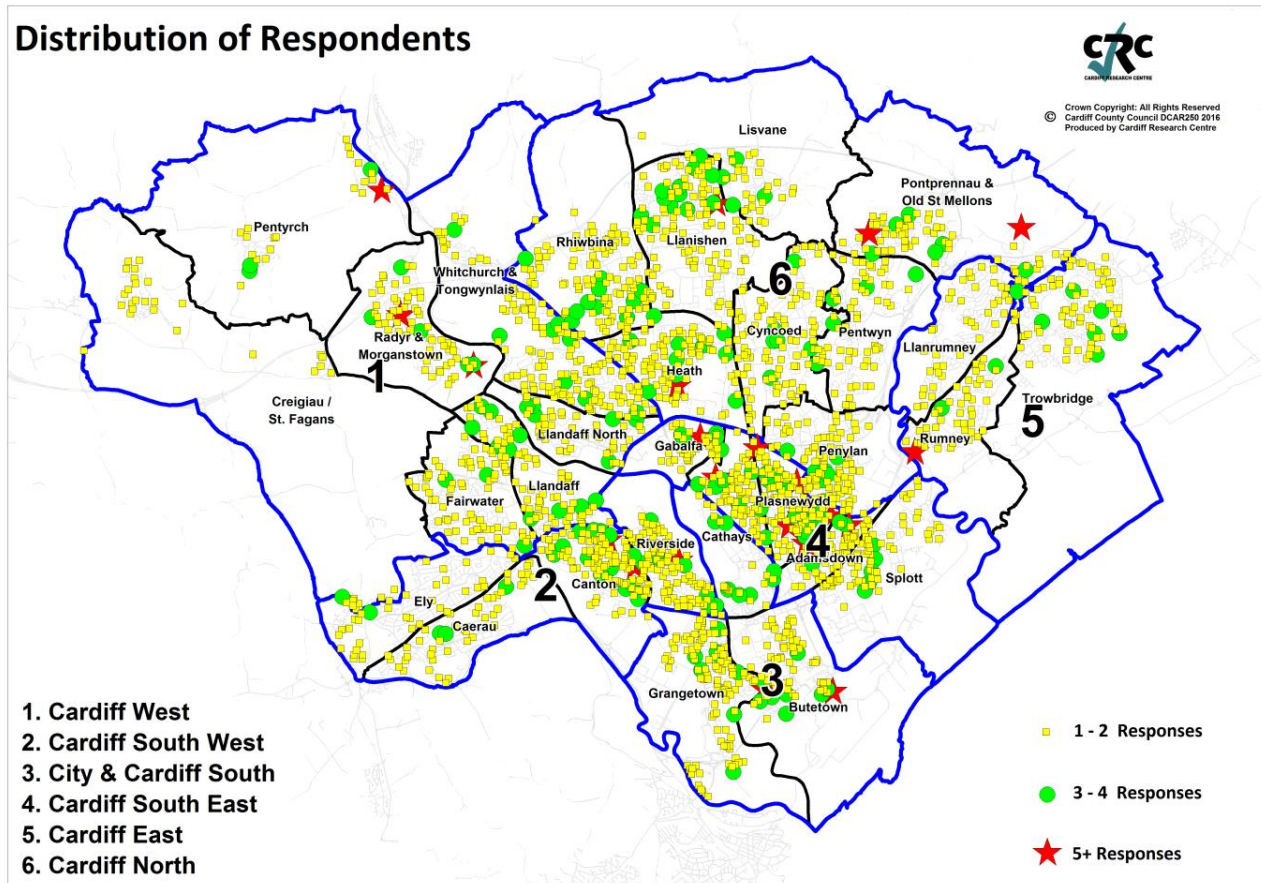 Distribution of Respondents
CRC
CARDIFF RESEARCH CENTRE
Crown Copyright: All Rights Reserved
© Cardiff County Council DCAR250 2016
Produced by Cardiff Research Centre
Lisvane
Pontprennau &
Old St Mellons
Pentyrch
Rhiwbina
Llanishen
Whitchurch &
Tongwynlais
6
Radyr &
Morganstown
Cyncoed
Pentwyn
Llanrumney
1
Heath
Creigiau /
St. Fagans
Trowbridge
5
Llandaff North
Gabalfa
Penylan
Rumney
Fairwater
Llandaff
Plasnewydd
Cathays
4
Riverside
Adamsdown
Splott
2
Canton
Ely
Caerau
Grangetown
3
Butetown
1. Cardiff West
2. Cardiff South West
3. City & Cardiff South
4. Cardiff South East
5. Cardiff East
6. Cardiff North
1 - 2 Responses
3 - 4 Responses
5+ Responses